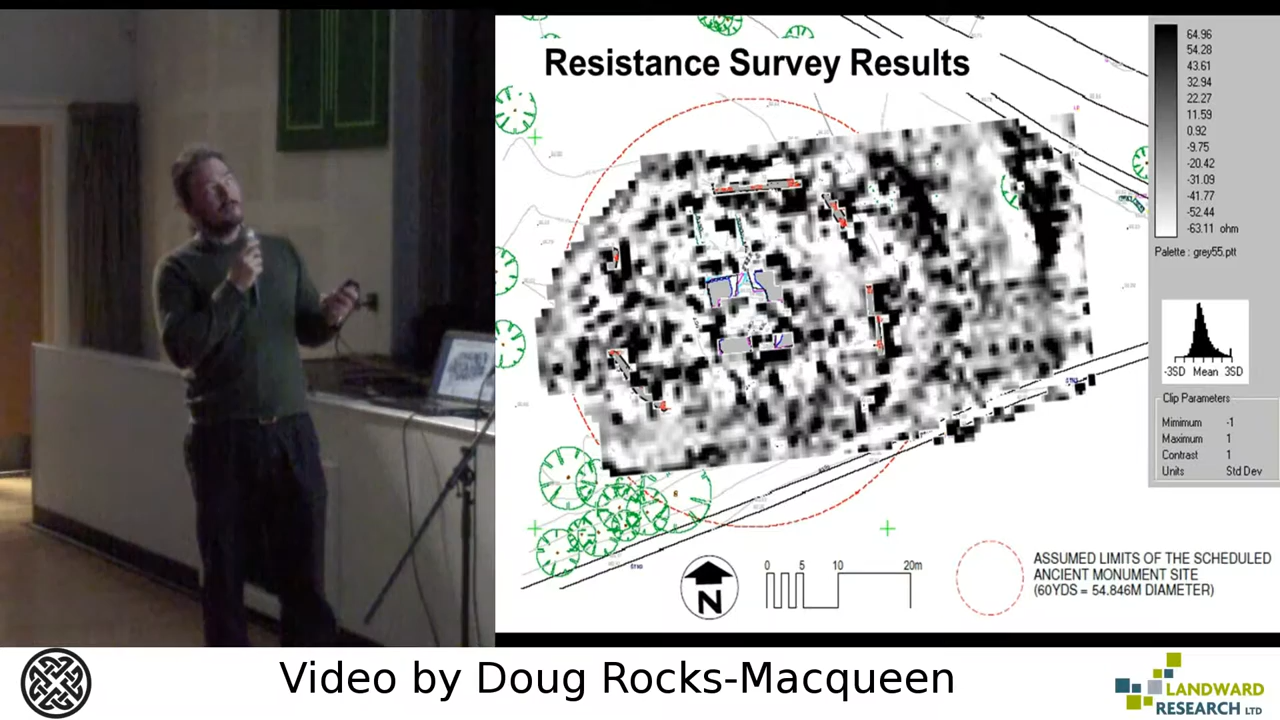 Resistance Survey Results
64.96
54.28
43.61
32.94
22.27
11.59
0.92
-9.75
-20.42
-31.09
-41.77
-52.44
-63.11 ohm
Palette : grey55.ptt
-3SD Mean 3SD
Clip Parameters
Minimum -1
Maximum 1
Contrast 1
Units Std Dev
N
0 5 10 20m
ASSUMED LIMITS OF THE SCHEDULED
ANCIENT MONUMENT SITE
(60YDS = 54.846M DIAMETER)
Video by Doug Rocks-Macqueen
LANDWARD
RESEARCH LTD